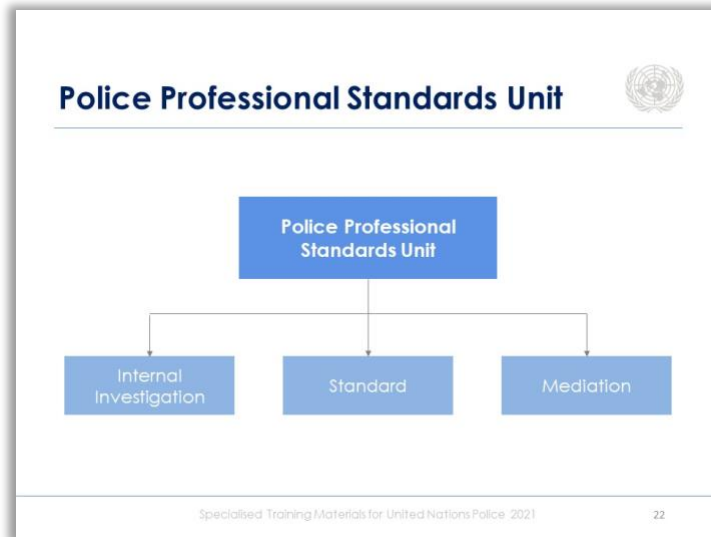 Police Professional Standards Unit
Police Professional
Standards Unit
Internal
Investigation
Standard
Mediation
Specialised Training Materials for United Nations Police 2021
22